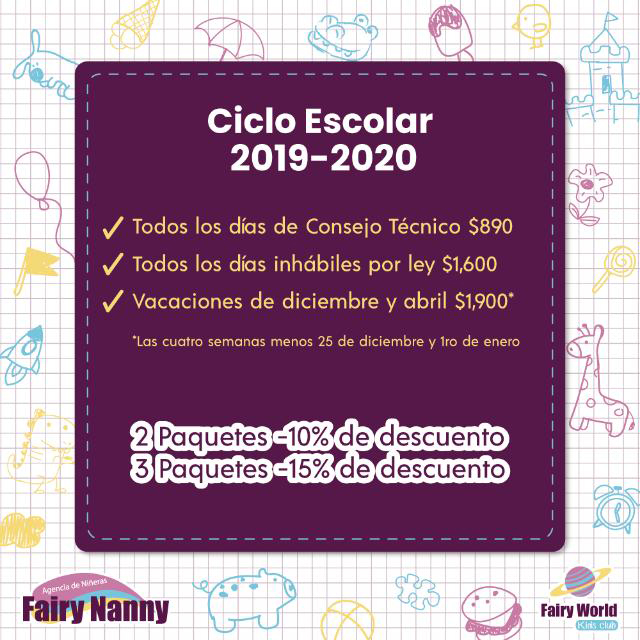 Ciclo Escolar
2019-2020
Todos los días de Consejo Técnico $890
Todos los días inhábiles por ley $1,600
Vacaciones de diciembre y abril $1,900*
*Las cuatro semanas menos 25 de diciembre y 1ro de enero
2 Paquetes -10% de descuento
3 Paquetes -15% de descuento
Agencia de Niñeras
Fairy Nanny
Fairy World
Kids club